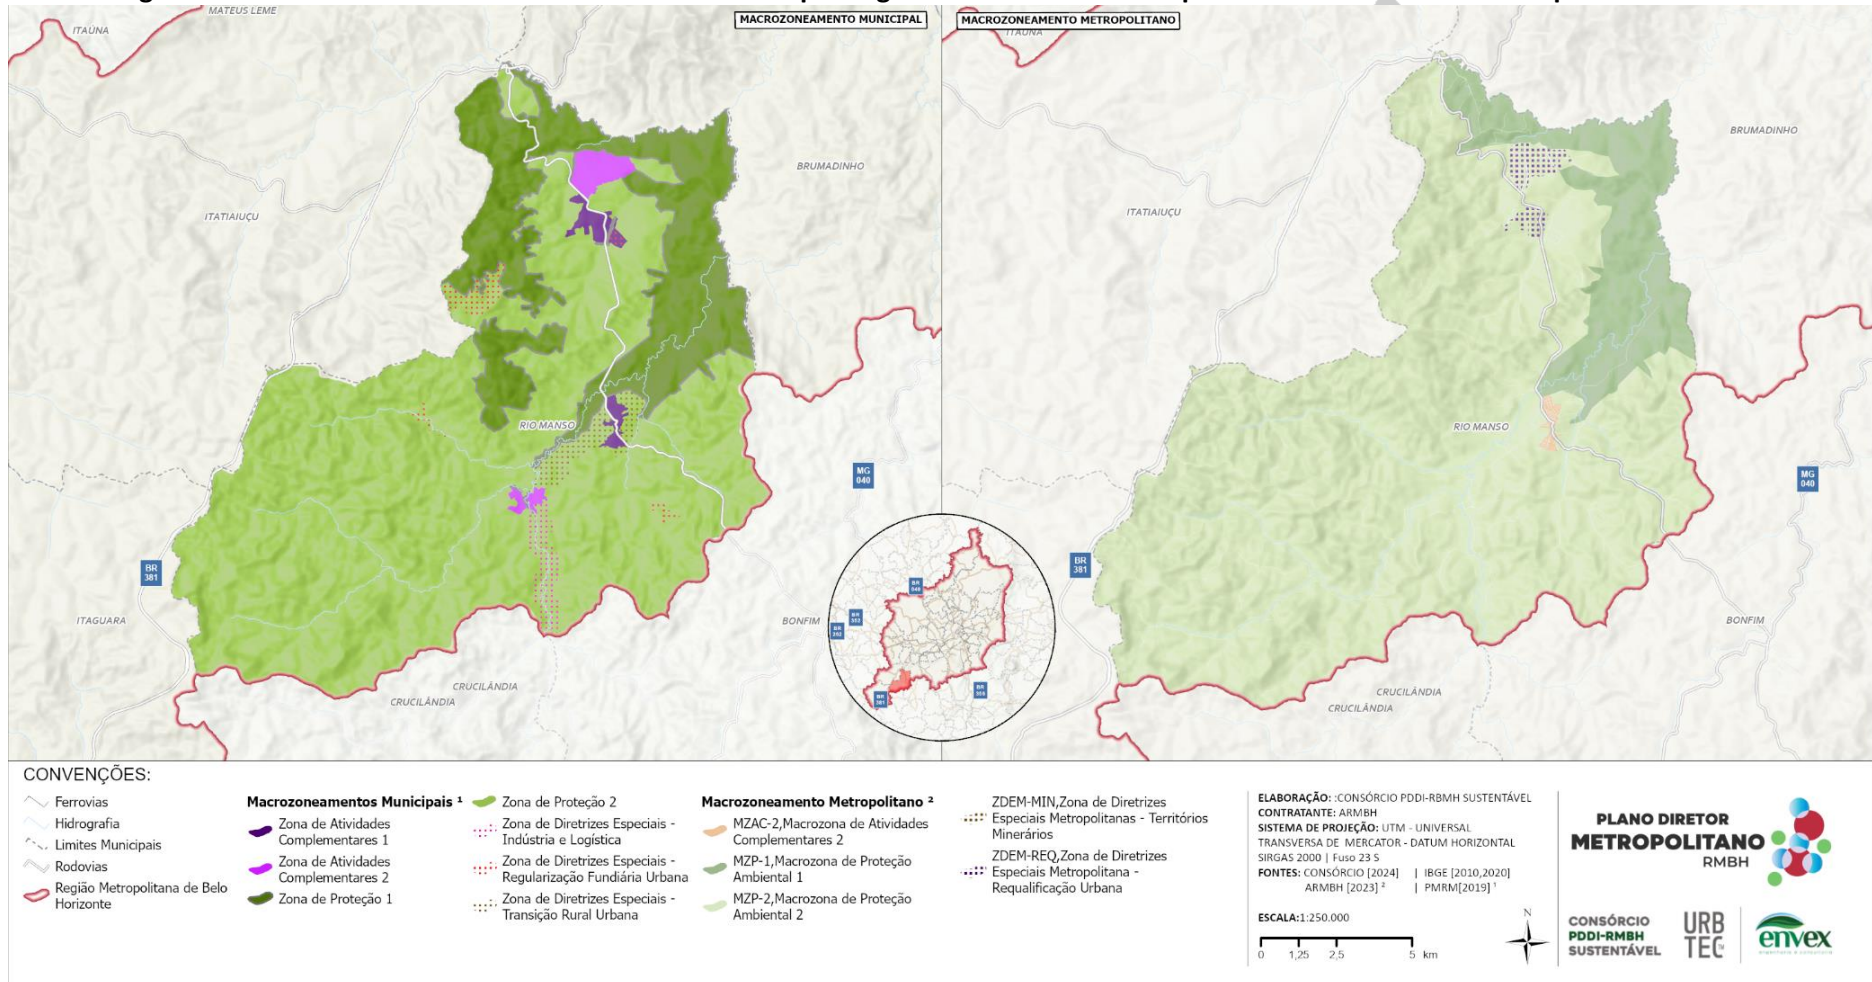 MACROZONEAMENTO MUNICIPAL
MATEUS LEME
ITAÚNA
BRUMADINHO
ITATIAIUÇU
RIO MANSO
MG
040
BR
381
ITAGUARA
BONFIM
CRUCILÂNDIA
CRUCILÂNDIA
MACROZONEAMENTO METROPOLITANO
ITAÚNA
BRUMADINHO
ITATIAIUÇU
RIO MANSO
MG
040
BR
381
BONFIM
CRUCILÂNDIA
CRUCILÂNDIA
BR
040
BR
BR
BR
381
BR
CONVENÇÕES:
Ferrovias
Hidrografia
Limites Municipais
Rodovias
Região Metropolitana de Belo
Horizonte
Macrozoneamentos Municipais ¹
Zona de Atividades
Complementares 1
Zona de Atividades
Complementares 2
Zona de Proteção 1
Zona de Proteção 2
Zona de Diretrizes Especiais -
Indústria e Logística
Zona de Diretrizes Especiais -
Regularização Fundiária Urbana
Zona de Diretrizes Especiais -
Transição Rural Urbana
Macrozoneamento Metropolitano ²
MZAC-2,Macrozona de Atividades
Complementares 2
MZP-1,Macrozona de Proteção
Ambiental 1
MZP-2,Macrozona de Proteção
Ambiental 2
ZDEM-MIN,Zona de Diretrizes
Especiais Metropolitanas - Territórios
Minerários
ZDEM-REQ,Zona de Diretrizes
Especiais Metropolitana -
Requalificação Urbana
ELABORAÇÃO: :CONSÓRCIO PDDI-RBMH SUSTENTÁVEL
CONTRATANTE: ARMBH
SISTEMA DE PROJEÇÃO: UTM - UNIVERSAL
TRANSVERSA DE MERCATOR - DATUM HORIZONTAL
SIRGAS 2000 | Fuso 23 S
FONTES: CONSÓRCIO [2024] | IBGE [2010,2020]
ARMBH [2023] ² | PMRM[2019] ¹
ESCALA:1:250.000
0 1,25 2,5 5 km
N
PLANO DIRETOR
METROPOLITANO
RMBH
CONSÓRCIO
PDDI-RMBH
SUSTENTÁVEL
URB
TEC
envex